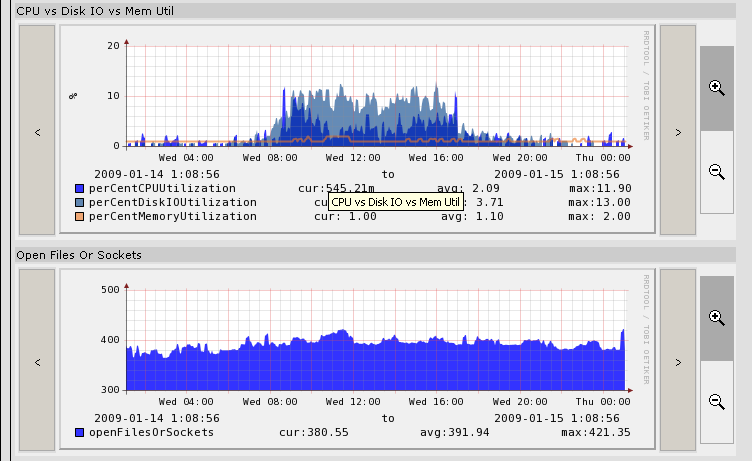 CPU vs Disk IO vs Mem Util
20
10
0
%
RRDTOOL / TOBI OETIKER
Wed 04:00 Wed 08:00 Wed 12:00 Wed 16:00 Wed 20:00 Thu 00:00
2009-01-14 1:08:56 to 2009-01-15 1:08:56
perCentCPUUtilization cur:545.21m avg: 2.09 max:11.90
perCentDiskIOUtilization cu 3.71 max:13.00
CPU vs Disk IO vs Mem Util
perCentMemoryUtilization cur: 1.00 avg: 1.10 max: 2.00
<
>
Open Files Or Sockets
500
400
300
RRDTOOL / TOBI OETIKER
Wed 04:00 Wed 08:00 Wed 12:00 Wed 16:00 Wed 20:00 Thu 00:00
2009-01-14 1:08:56 to 2009-01-15 1:08:56
openFilesOrSockets cur:380.55 avg:391.94 max:421.35
<
>